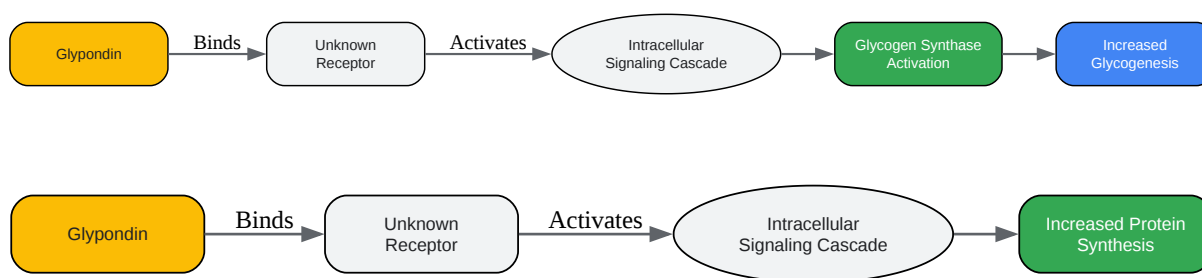 Glypondin
Binds
Unknown
Receptor
Activates
Intracellular
Signaling Cascade
Glycogen Synthase
Activation
Increased
Glycogenesis
Glypondin
Binds
Unknown
Receptor
Activates
Intracellular
Signaling Cascade
Increased Protein
Synthesis